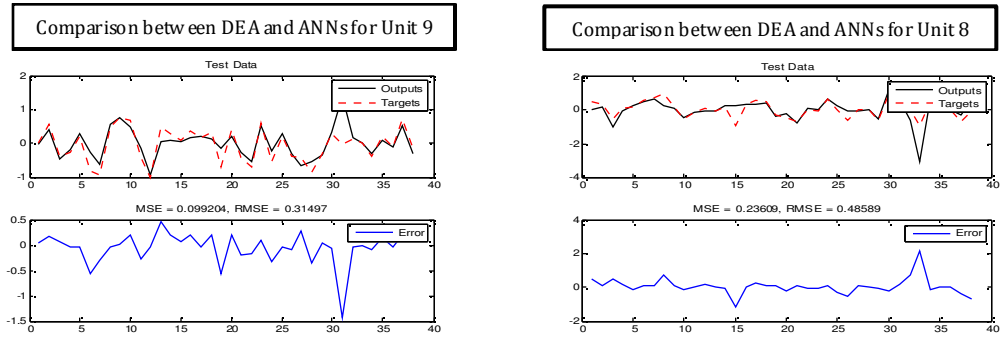 Comparison between DEA and ANNs for Unit 9
Test Data
Outputs
Targets
2
1
0
-1
0 5 10 15 20 25 30 35 40
MSE = 0.099204, RMSE = 0.31497
Error
0.5
0
-0.5
-1
-1.5
0 5 10 15 20 25 30 35 40
Comparison between DEA and ANNs for Unit 8
Test Data
Outputs
Targets
2
0
-2
-4
0 5 10 15 20 25 30 35 40
MSE = 0.23609, RMSE = 0.48589
Error
4
2
0
-2
0 5 10 15 20 25 30 35 40